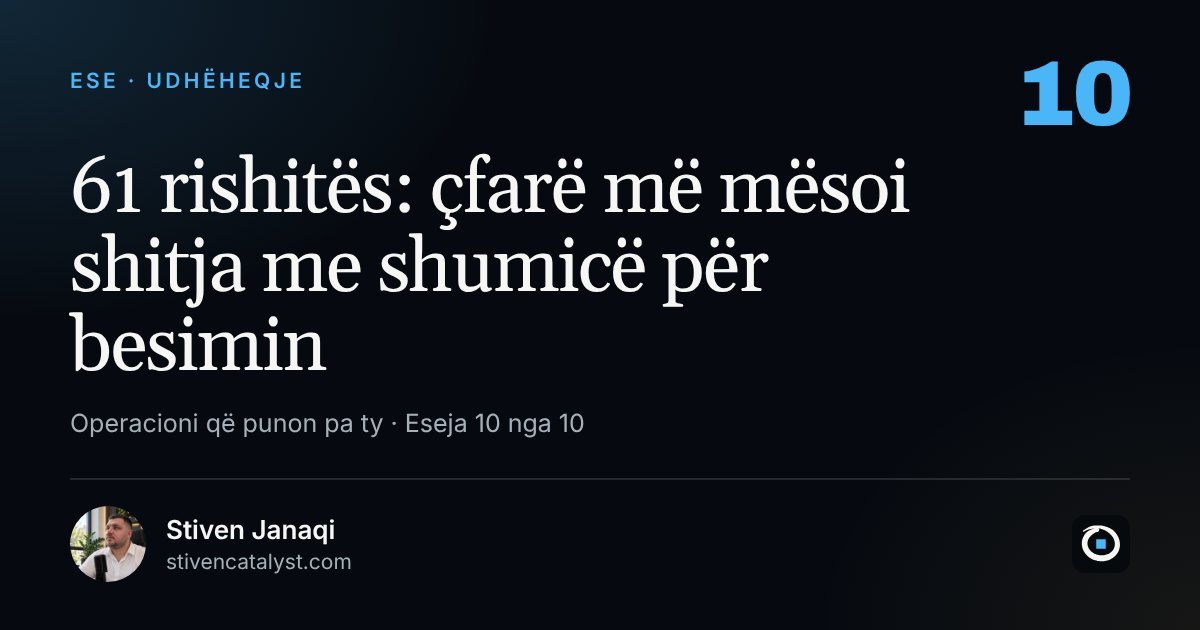 ESE · UDHËHEQJE
10
61 rishitës: çfarë më mësoi
shitja me shumicë për
besimin
Operacioni që punon pa ty · Eseja 10 nga 10
Stiven Janaqi
stivencatalyst.com